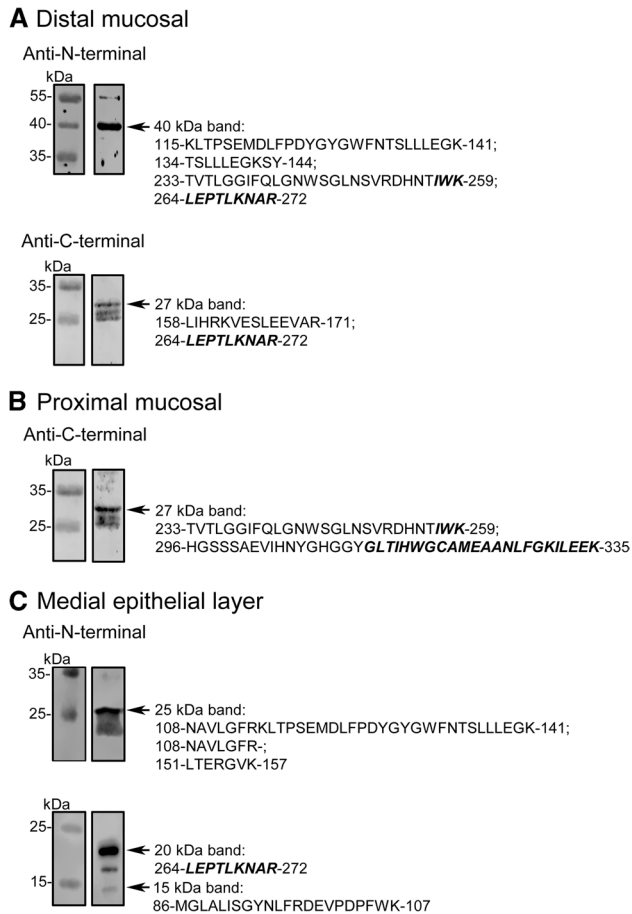 A Distal mucosal
Anti-N-terminal
kDa
55-
40-
35-
40 kDa band:
115-KLTPSEMDLFPDYGYGWFNTSLLLEGK-141;
134-TSLLLEGKSY-144;
233-TVTLGGIFQLGNWSGLNSVRDHNTIWK-259;
264-LEPTLKNAR-272
Anti-C-terminal
kDa
35-
25-
27 kDa band:
158-LIHRKVESLEEVAR-171;
264-LEPTLKNAR-272
B Proximal mucosal
Anti-C-terminal
kDa
35-
25-
27 kDa band:
233-TVTLGGIFQLGNWSGLNSVRDHNTIWK-259;
296-HGSSSAEVIHNYGHGGYGLTIHWGCAMEAANLFGKILEEK-335
C Medial epithelial layer
Anti-N-terminal
kDa
35-
25-
25 kDa band:
108-NAVLGFRKLTPSEMDLFPDYGYGWFNTSLLLEGK-141;
108-NAVLGFR-;
151-LTERGVK-157
kDa
25-
15-
20 kDa band:
264-LEPTLKNAR-272
15 kDa band:
86-MGLALISGYNLFRDEVPDPFWK-107